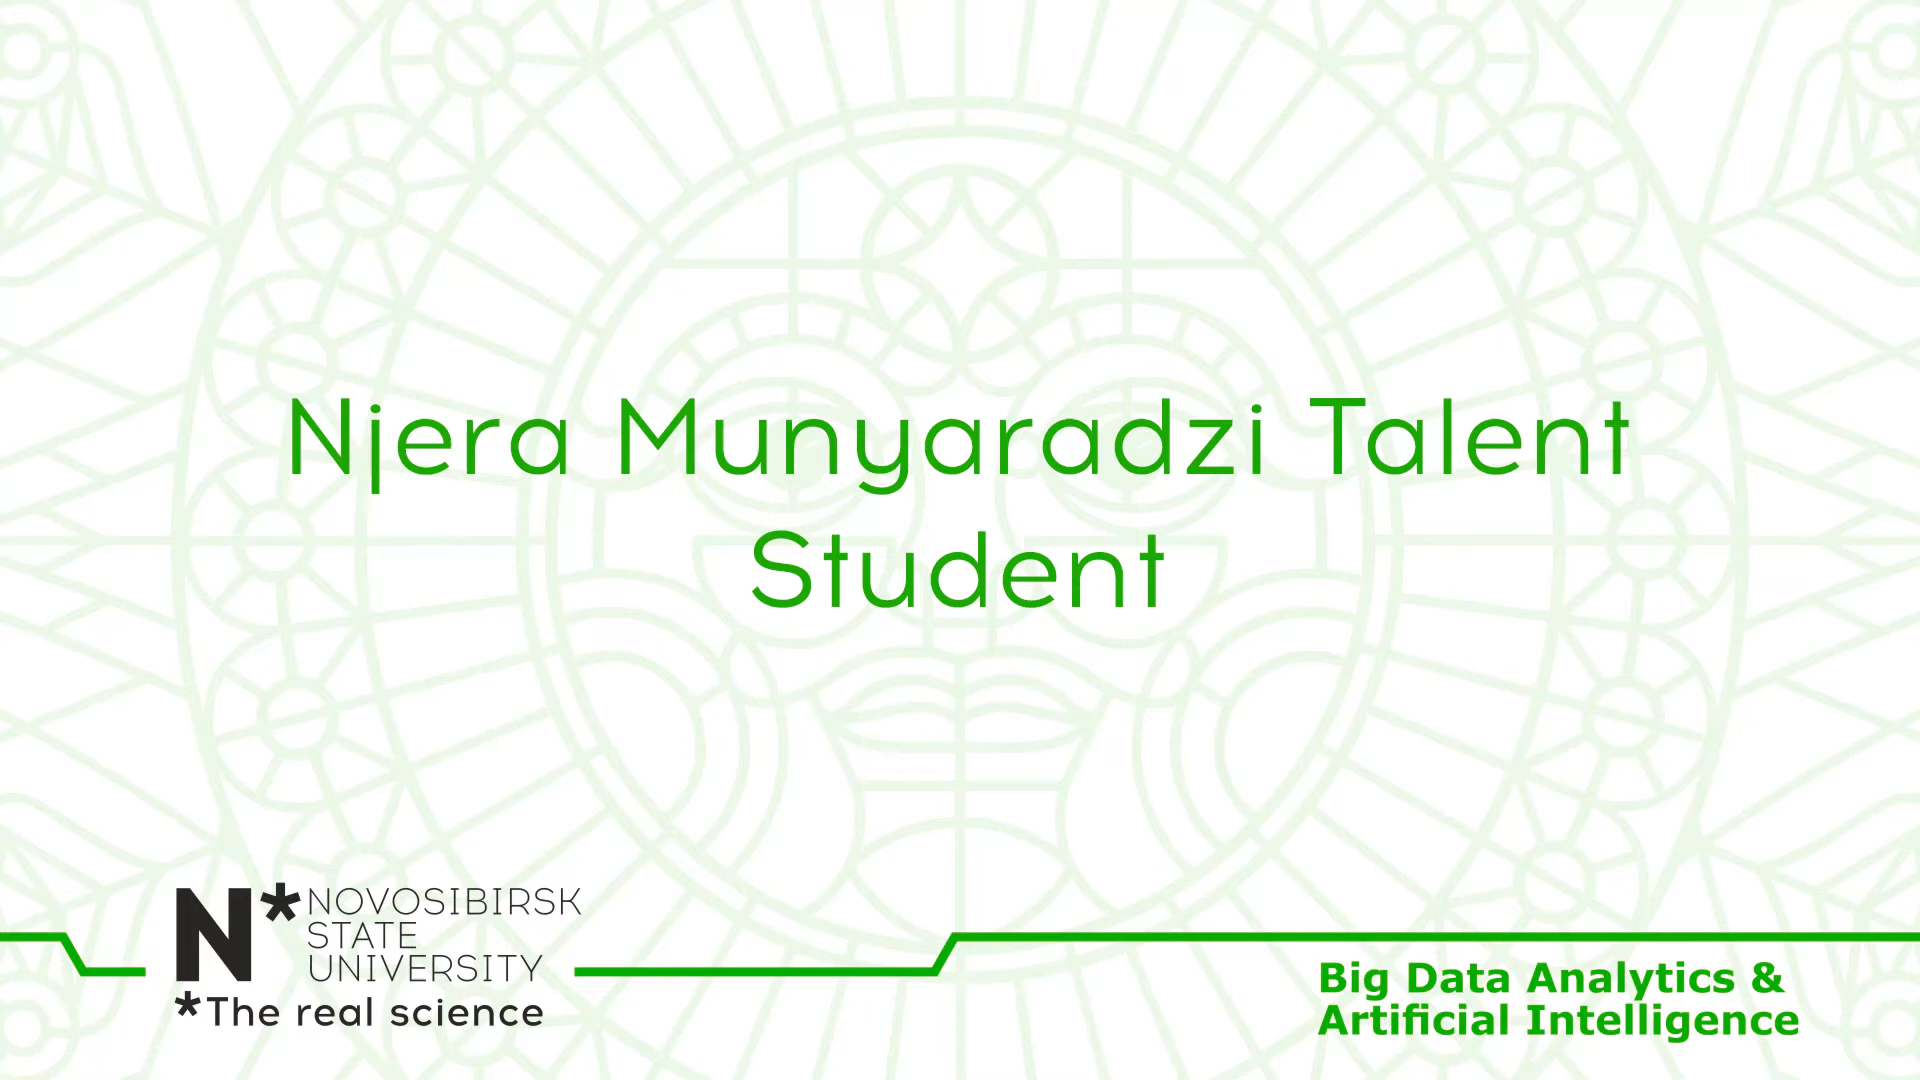 Njera Munyaradzi Talent
Student
N*
NOVOSIBIRSK
STATE
UNIVERSITY
*The real science
Big Data Analytics &
Artificial Intelligence